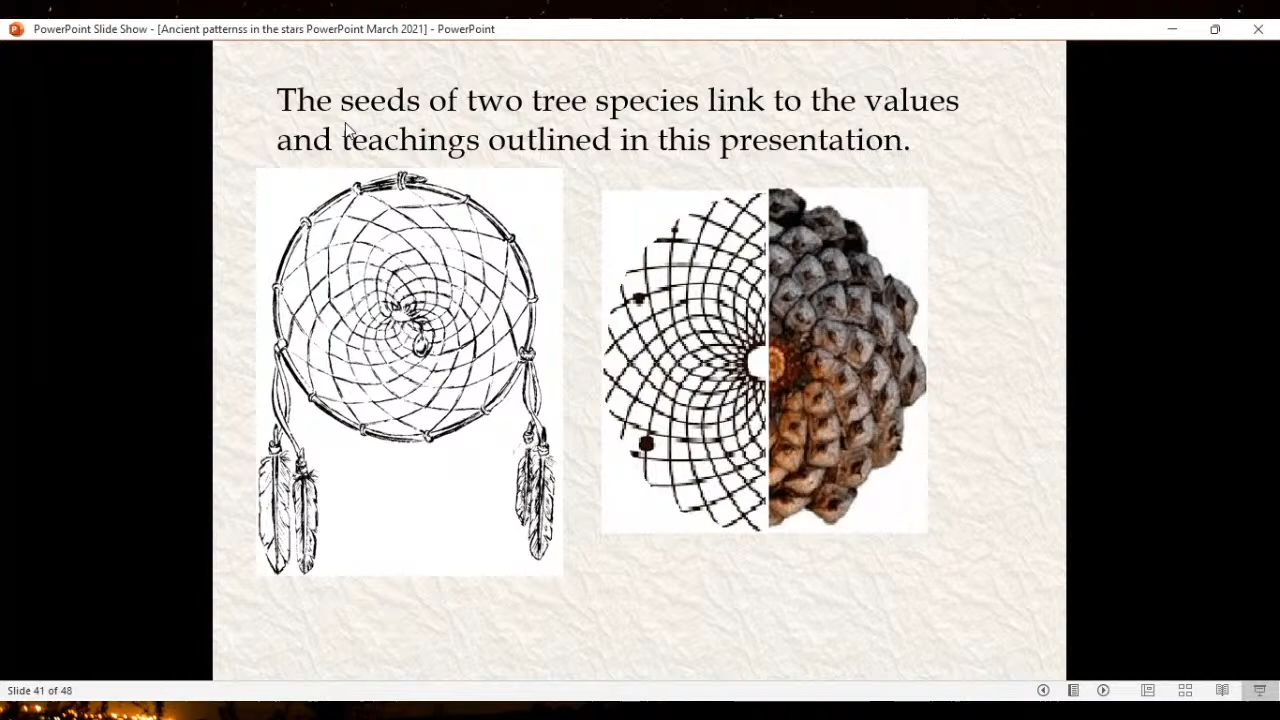 PowerPoint Slide Show - [Ancient patternss in the stars PowerPoint March 2021] - PowerPoint
The seeds of two tree species link to the values
and teachings outlined in this presentation.
Slide 41 of 48